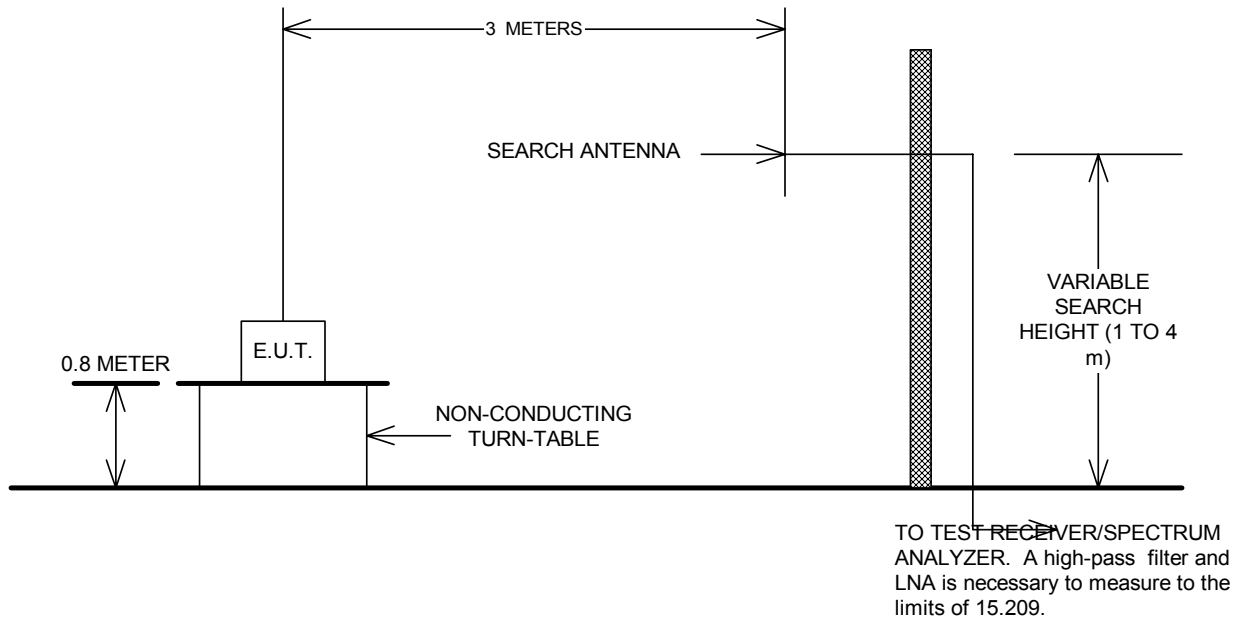 3 METERS
SEARCH ANTENNA
VARIABLE
SEARCH
HEIGHT (1 TO 4
m)
E.U.T.
0.8 METER
NON-CONDUCTING
TURN-TABLE
TO TEST RECEIVER/SPECTRUM
ANALYZER.  A high-pass  filter and
LNA is necessary to measure to the
limits of 15.209.